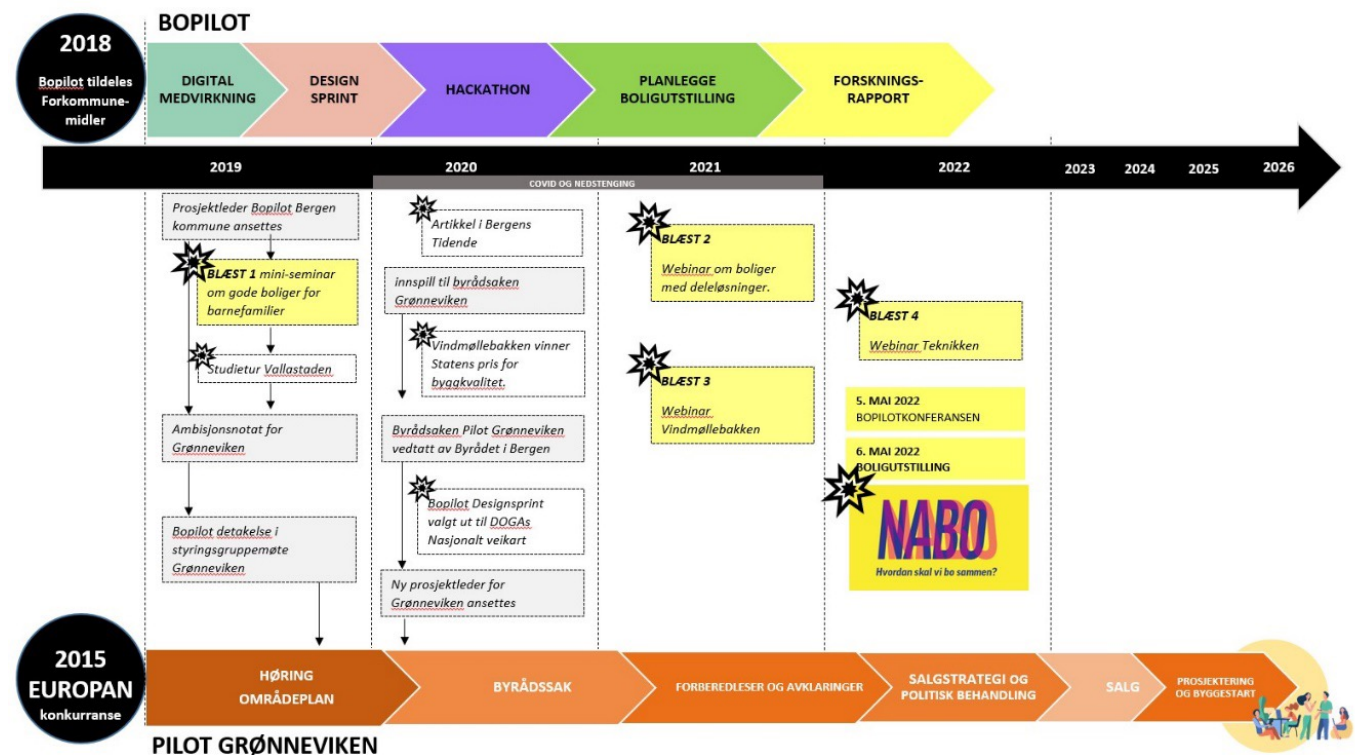 BOPILOT
2018
Bopilot tildeles
Forkommune-
midler
DIGITAL
MEDVIRKNING
DESIGN
SPRINT
HACKATHON
PLANLEGGE
BOLIGUTSTILLING
FORSKNINGS-
RAPPORT
2019
2020
2021
2022
2023
2024
2025
2026
COVID OG NEDSTENGING
Prosjektleder Bopilot Bergen
kommune ansettes
BLÆST 1 mini-seminar
om gode boliger for
barnefamilier
Studietur Vallastaden
Ambisjonsnotat for
Grønneviken
Bopilot detakelse i
styringsgruppemøte
Grønneviken
Artikkel i Bergens
Tidende
innspill til byrådsaken
Grønneviken
Vindmøllebakken vinner
Statens pris for
byggkvalitet.
Byrådsaken Pilot Grønneviken
vedtatt av Byrådet i Bergen
Bopilot Designsprint
valgt ut til DOGAs
Nasjonalt veikart
Ny prosjektleder for
Grønneviken ansettes
BLÆST 2
Webinar om boliger
med deleløsninger.
BLÆST 3
Webinar
Vindmøllebakken
BLÆST 4
Webinar Teknikken
5. MAI 2022
BOPILOTKONFERANSEN
6. MAI 2022
BOLIGUTSTILLING
NABO
Hvordan skal vi bo sammen?
2015
EUROPAN
konkurranse
HØRING
OMRÅDEPLAN
BYRÅDSSAK
FORBEREDLESER OG AVKLARINGER
SALGSTRATEGI OG
POLITISK BEHANDLING
SALG
PROSJEKTERING
OG BYGGESTART
PILOT GRØNNEVIKEN